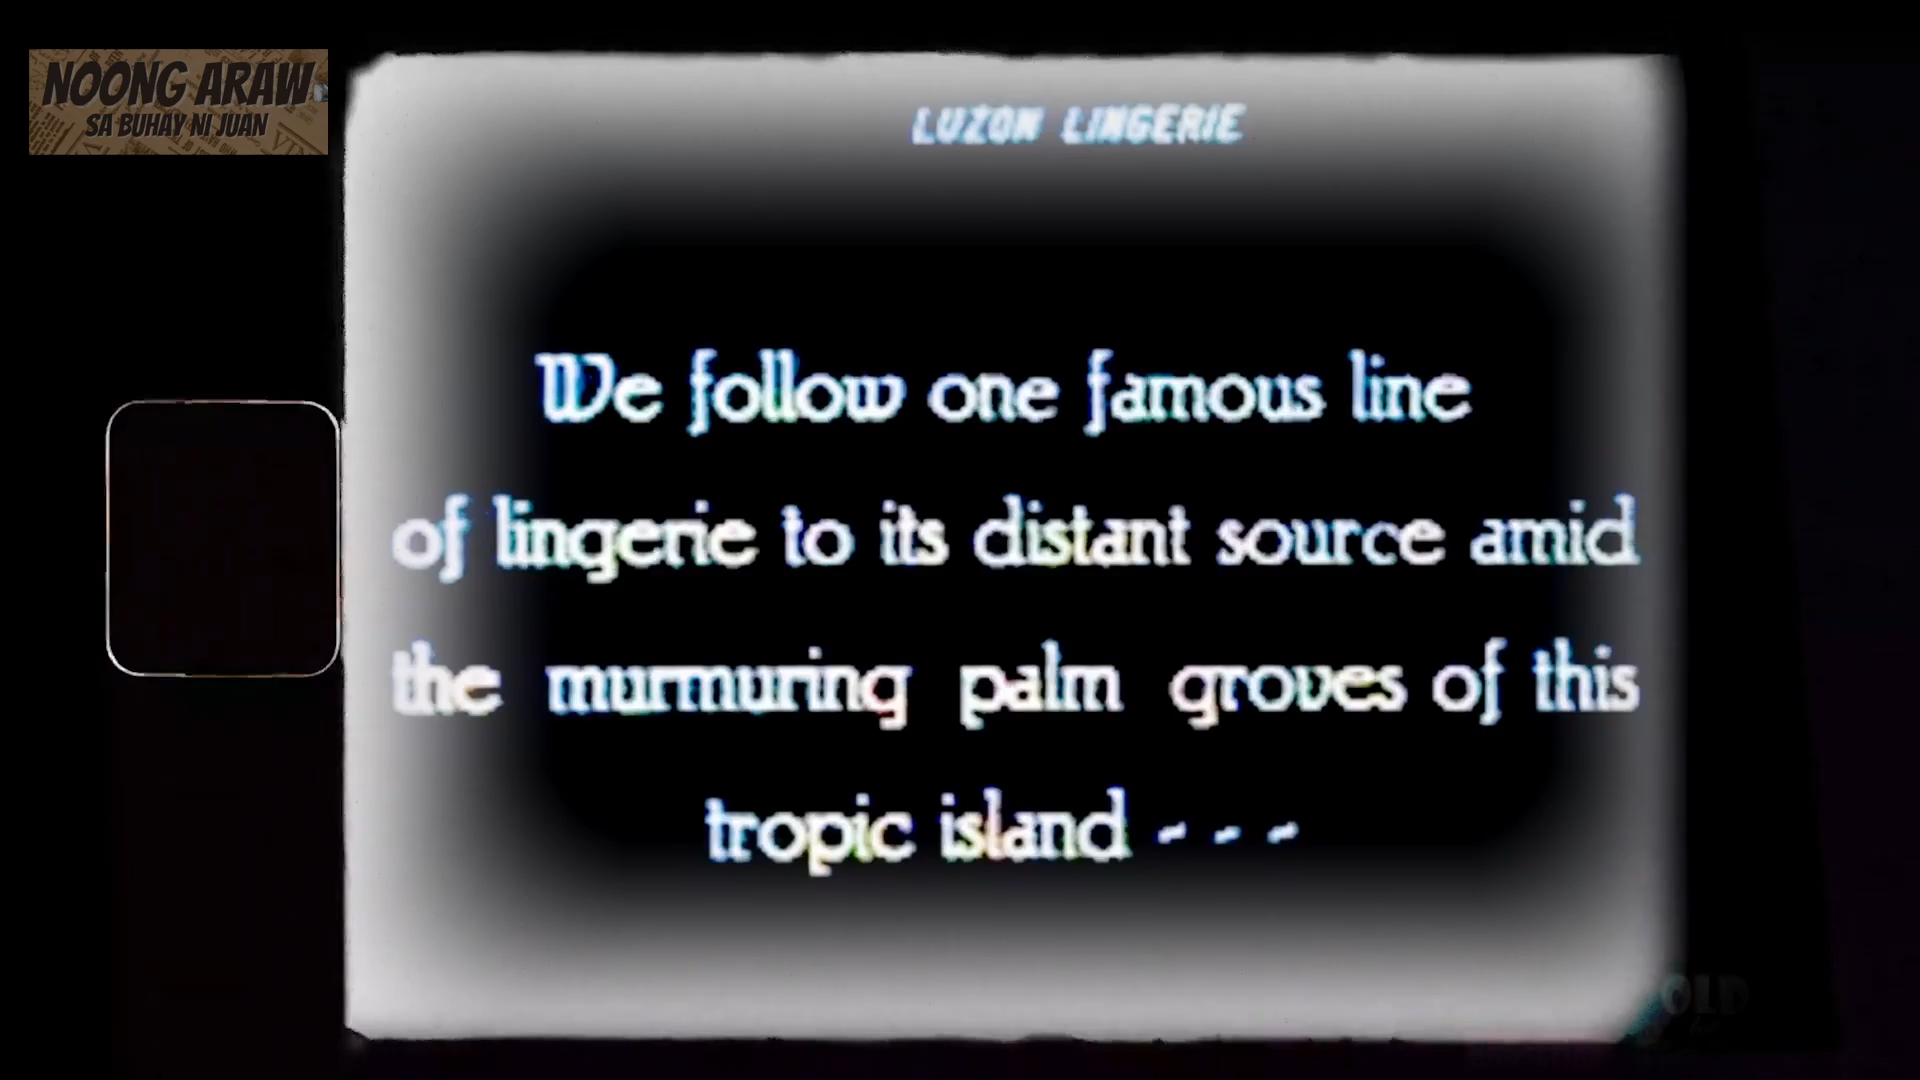 NOONG ARAW
SA BUHAY NI JUAN
LUZON LINGERIE
We follow one famous line
of lingerie to its distant source amid
the murmuring palm groves of this
tropic island - - -
OLD